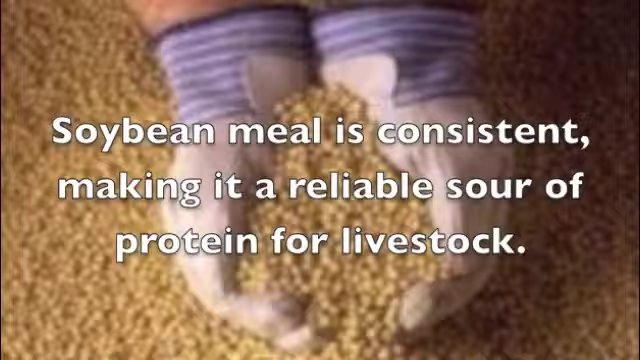 Soybean meal is consistent,
making it a reliable sour of
protein for livestock.